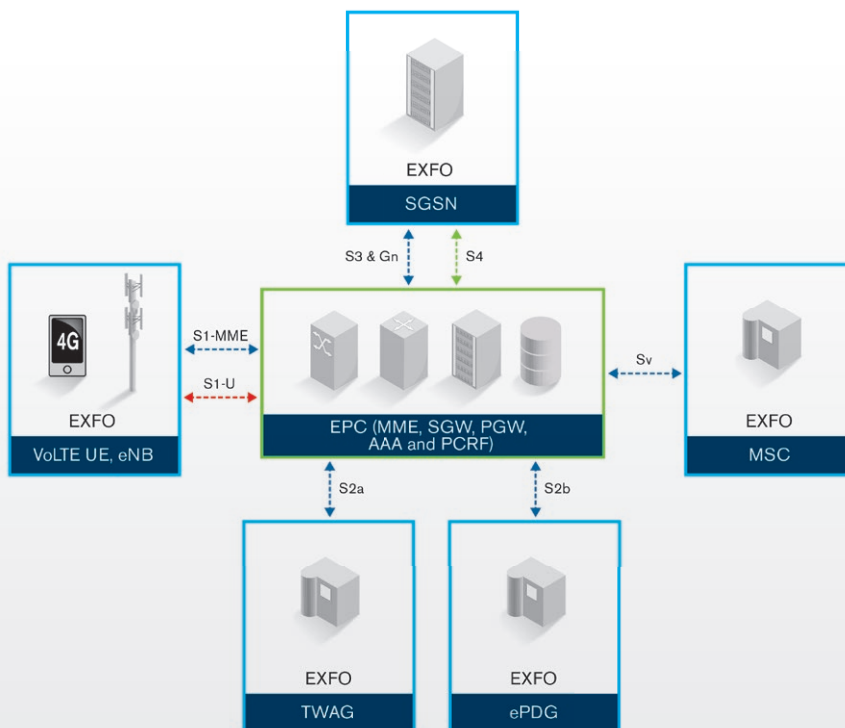 EXFO
SGSN
S3 & Gn
S4
4G
EXFO
VoLTE UE, eNB
S1-MME
S1-U
EPC (MME, SGW, PGW,
AAA and PCRF)
Sv
EXFO
MSC
S2a
S2b
EXFO
TWAG
EXFO
ePDG